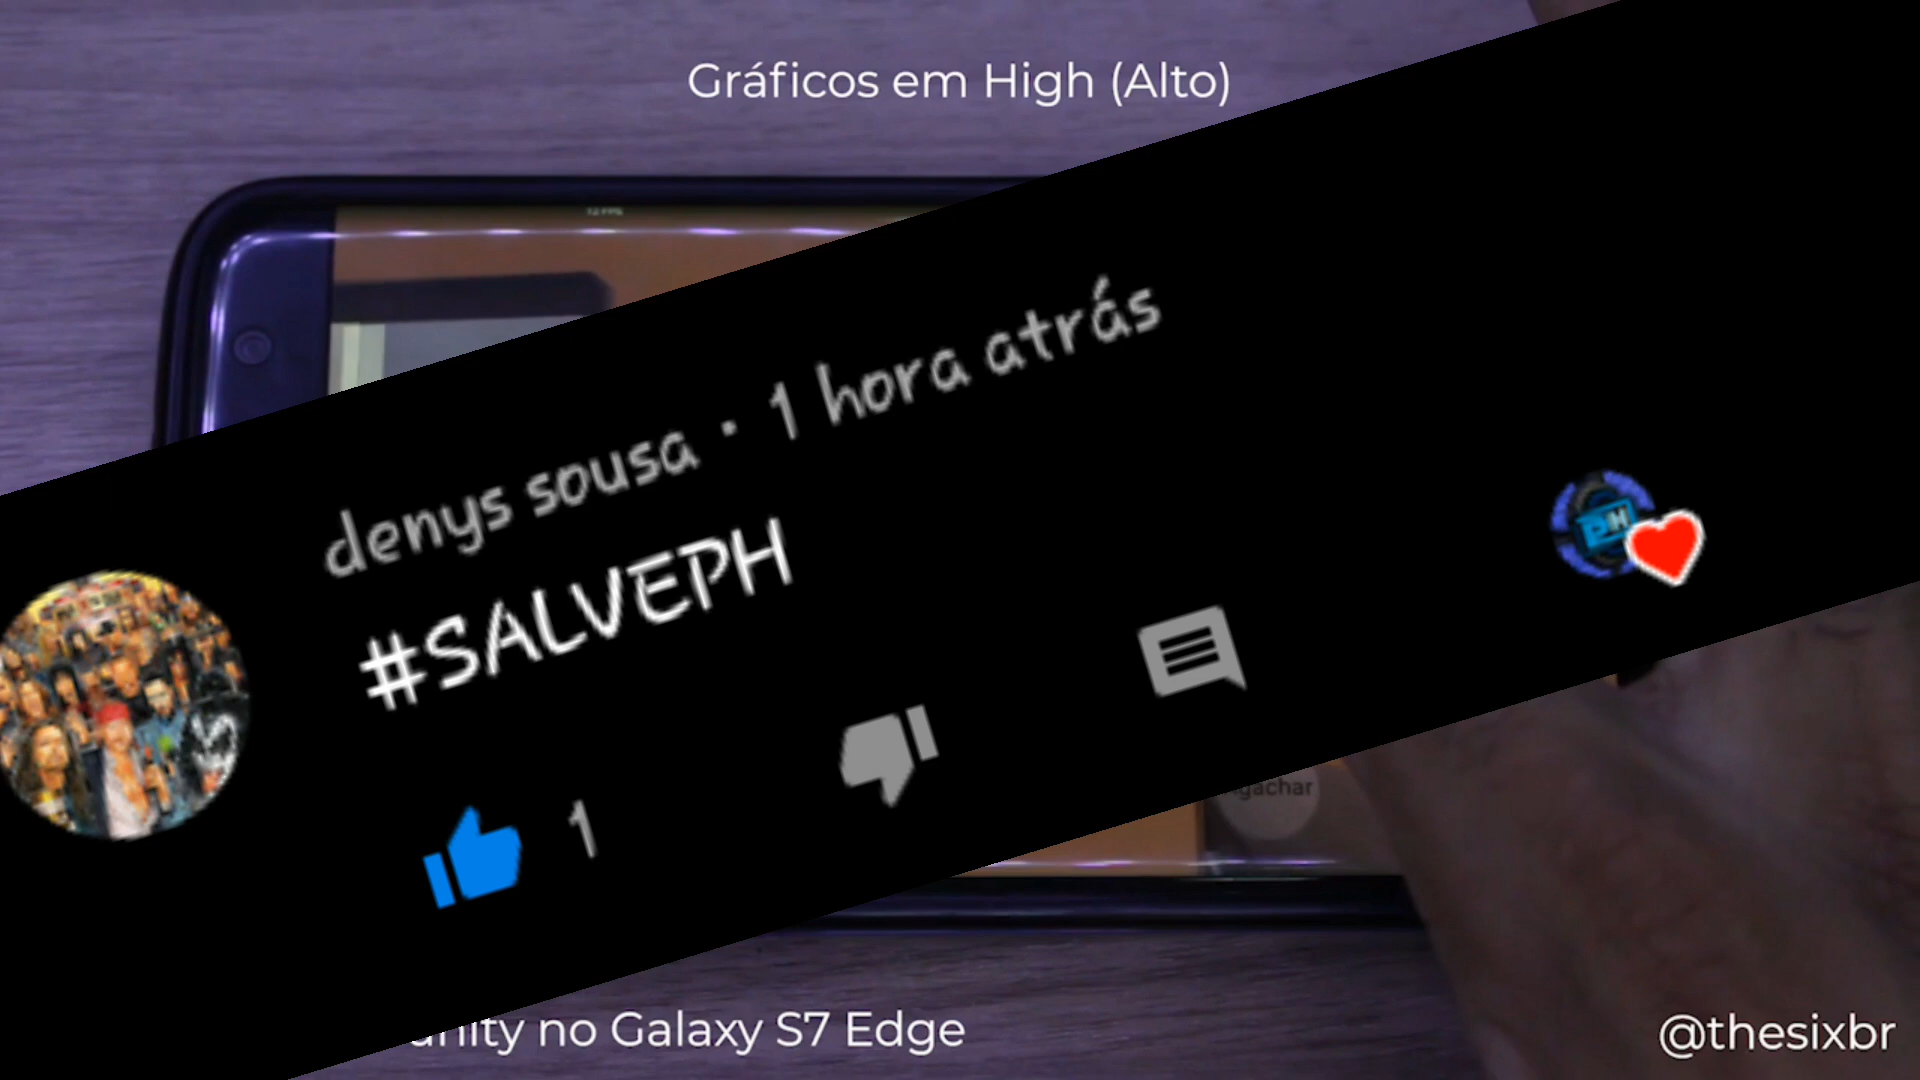 Gráficos em High (Alto)
denys sousa · 1 hora atrás
#SALVEPH
1
PH
no Galaxy S7 Edge
@thesixbr